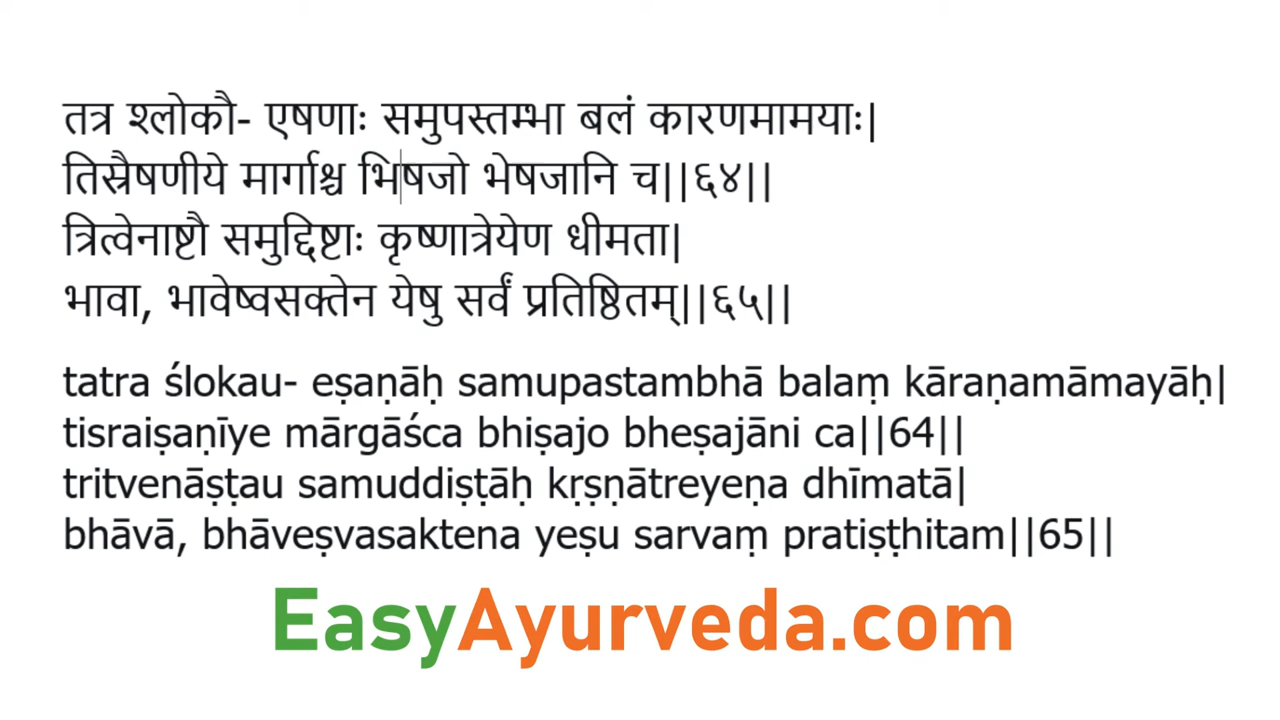 तत्र श्लोकौ- एषणाः समुपस्तम्भा बलं कारणमामयाः|
तिस्रैषणीये मार्गाश्च भिषजो भेषजानि च||६४||
त्रित्वेनाष्टौ समुद्दिष्टाः कृष्णात्रेयेण धीमता|
भावा, भावेष्वसक्तेन येषु सर्वं प्रतिष्ठितम्||६५||
tatra ślokau- eṣaṇāḥ samupastambhā balaṃ kāraṇamāmayāḥ|
tisraiṣaṇīye mārgāśca bhiṣajo bheṣajāni ca||64||
tritvenāṣṭau samuddiṣṭāḥ kṛṣṇātreyeṇa dhīmatā|
bhāvā, bhāveṣvasaktena yeṣu sarvaṃ pratiṣṭhitam||65||
EasyAyurveda.com